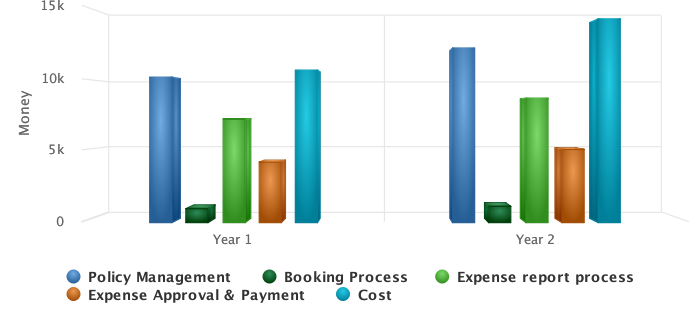 15k
10k
5k
0
Money
Year 1 Year 2
Policy Management Booking Process Expense report process
Expense Approval & Payment Cost